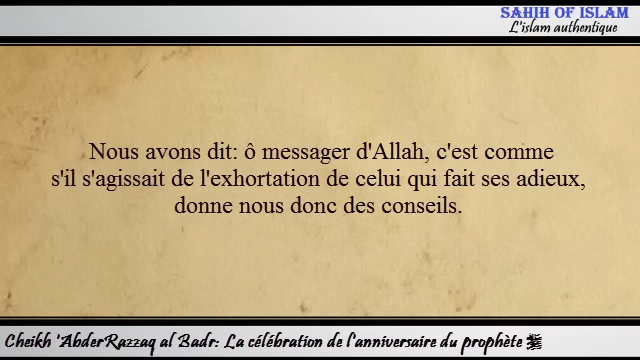 SAHIH OF ISLAM
L'islam authentique
Nous avons dit: ô messager d'Allah, c'est comme
s'il s'agissait de l'exhortation de celui qui fait ses adieux,
donne nous donc des conseils.
Cheikh 'AbderRazzaq al Badr: La célébration de l'anniversaire du prophète ﷺ